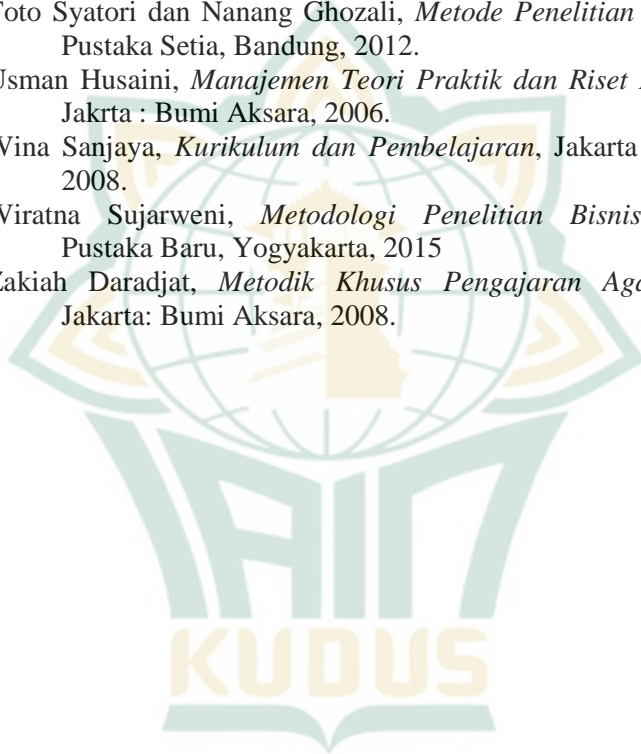 Toto Syatori dan Nanang Ghozali, Metode Penelitian
Pustaka Setia, Bandung, 2012.
Usman Husaini, Manajemen Teori Praktik dan Riset
Jakrta : Bumi Aksara, 2006.
Wina Sanjaya, Kurikulum dan Pembelajaran, Jakarta
2008.
Wiratna Sujarweni, Metodologi Penelitian Bisnis
Pustaka Baru, Yogyakarta, 2015
Zakiah Daradjat, Metodik Khusus Pengajaran Aga
Jakarta: Bumi Aksara, 2008.
IAIN
KUDUS